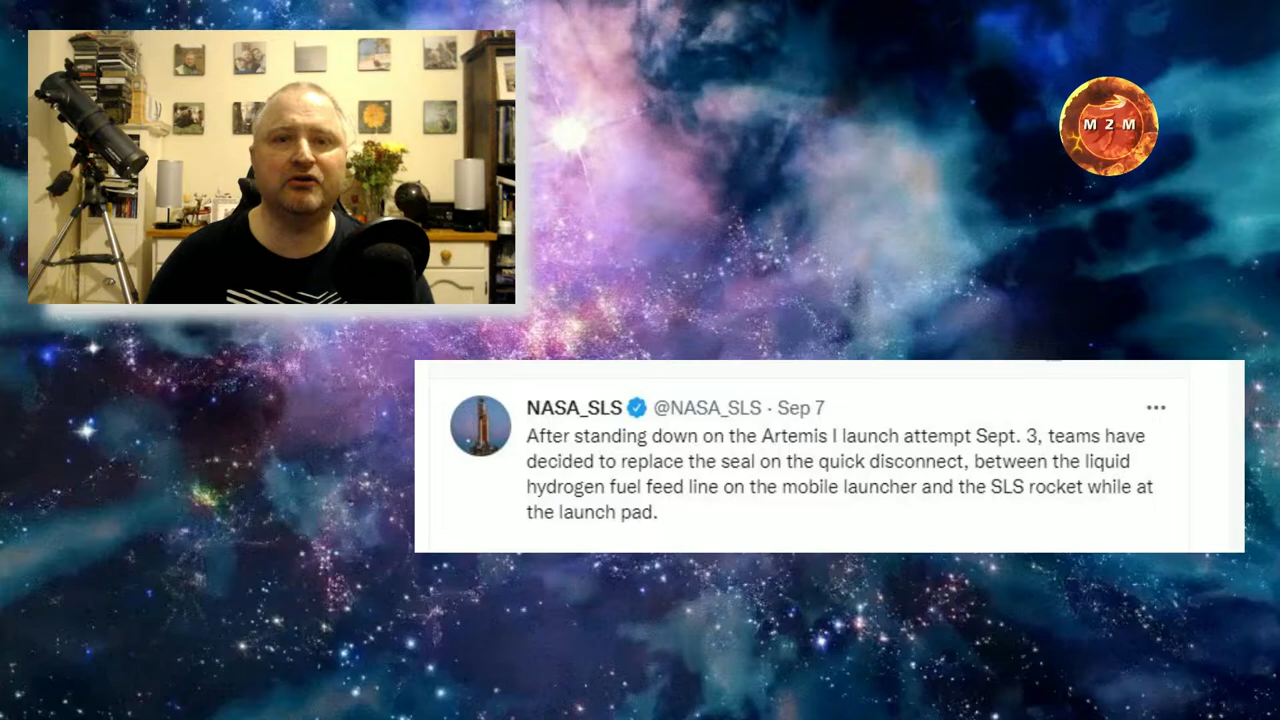 M 2 M
NASA_SLS @NASA_SLS · Sep 7
After standing down on the Artemis I launch attempt Sept. 3, teams have
decided to replace the seal on the quick disconnect, between the liquid
hydrogen fuel feed line on the mobile launcher and the SLS rocket while at
the launch pad.